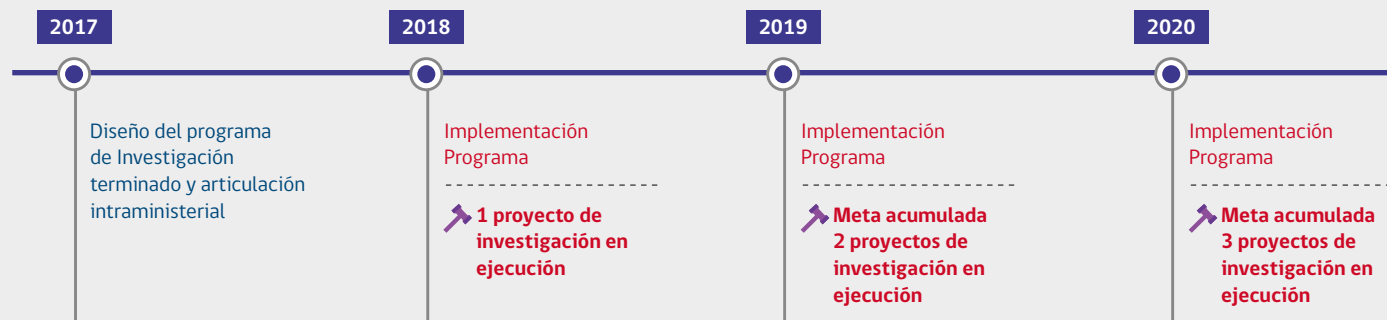 2017
Diseño del programa
de Investigación
terminado y articulación
intraministerial
2018
Implementación
Programa
1 proyecto de
investigación en
ejecución
2019
Implementación
Programa
Meta acumulada
2 proyectos de
investigación en
ejecución
2020
Implementación
Programa
Meta acumulada
3 proyectos de
investigación en
ejecución